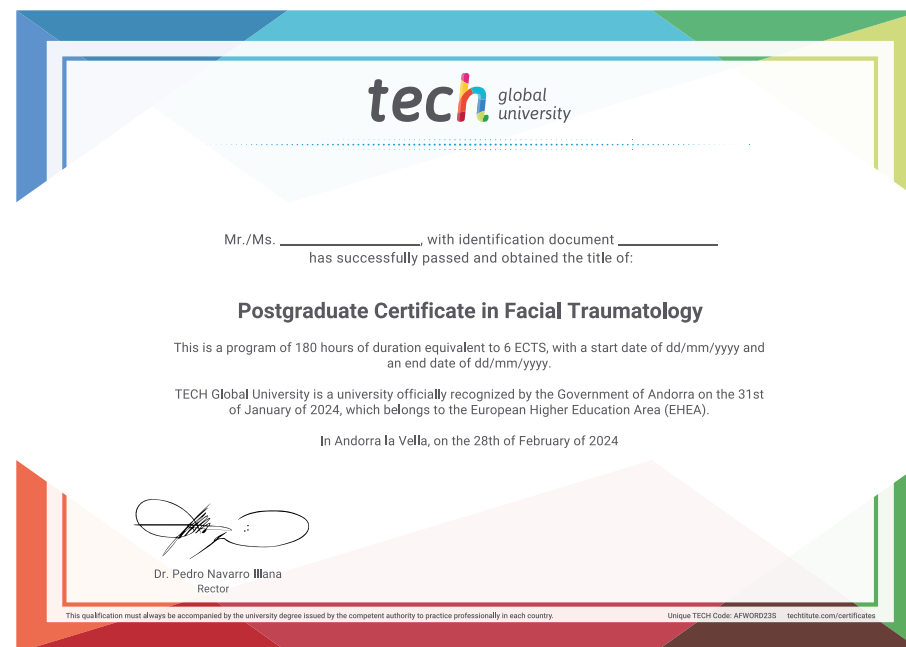 tech global university
Mr./Ms. _________________, with identification document ____________
has successfully passed and obtained the title of:
Postgraduate Certificate in Facial Traumatology
This is a program of 180 hours of duration equivalent to 6 ECTS, with a start date of dd/mm/yyyy and
an end date of dd/mm/yyyy.
TECH Global University is a university officially recognized by the Government of Andorra on the 31st
of January of 2024, which belongs to the European Higher Education Area (EHEA).
In Andorra la Vella, on the 28th of February of 2024
Dr. Pedro Navarro Illana
Rector
This qualification must always be accompanied by the university degree issued by the competent authority to practice professionally in each country.
Unique TECH Code: AFWORD23S techtitute.com/certificates